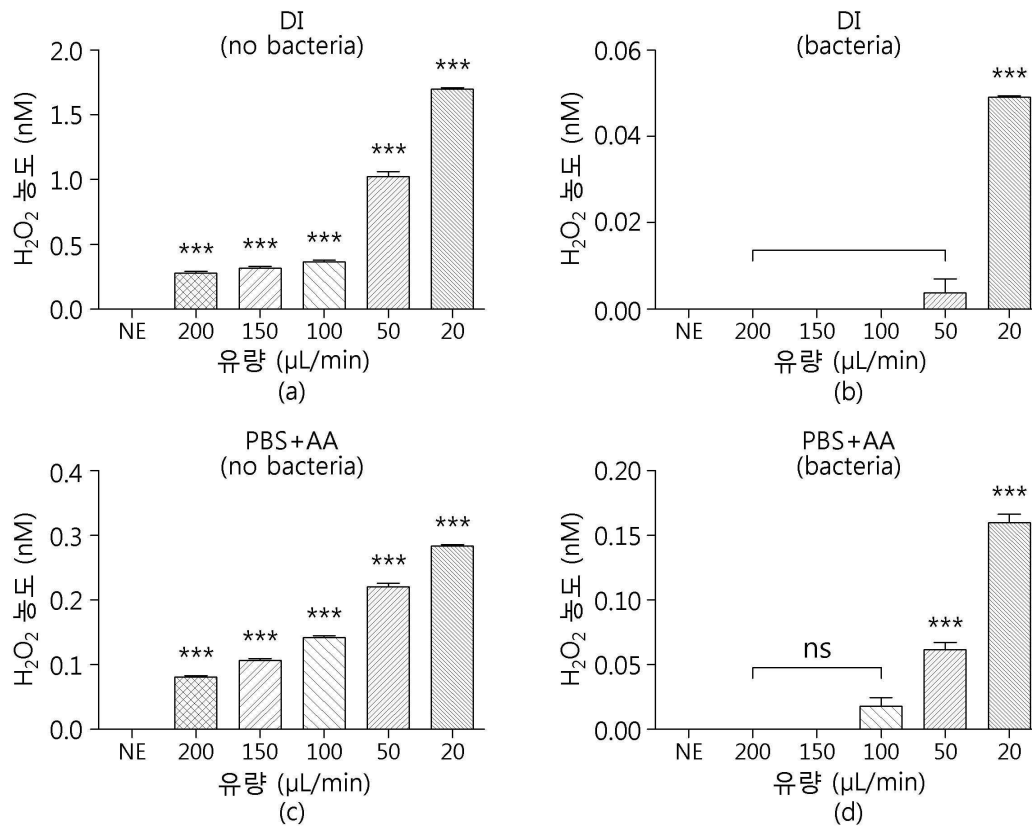 DI
(no bacteria)
H₂O₂ 농도 (nM)
2.0
1.5
1.0
0.5
0.0
***
***
***
***
***
NE 200 150 100 50 20
유량 (μL/min)
(a)
DI
(bacteria)
H₂O₂ 농도 (nM)
0.06
0.04
0.02
0.00
***
NE 200 150 100 50 20
유량 (μL/min)
(b)
PBS+AA
(no bacteria)
H₂O₂ 농도 (nM)
0.4
0.3
0.2
0.1
0.0
***
***
***
***
***
NE 200 150 100 50 20
유량 (μL/min)
(c)
PBS+AA
(bacteria)
H₂O₂ 농도 (nM)
0.20
0.15
0.10
0.05
0.00
ns
***
***
NE 200 150 100 50 20
유량 (μL/min)
(d)